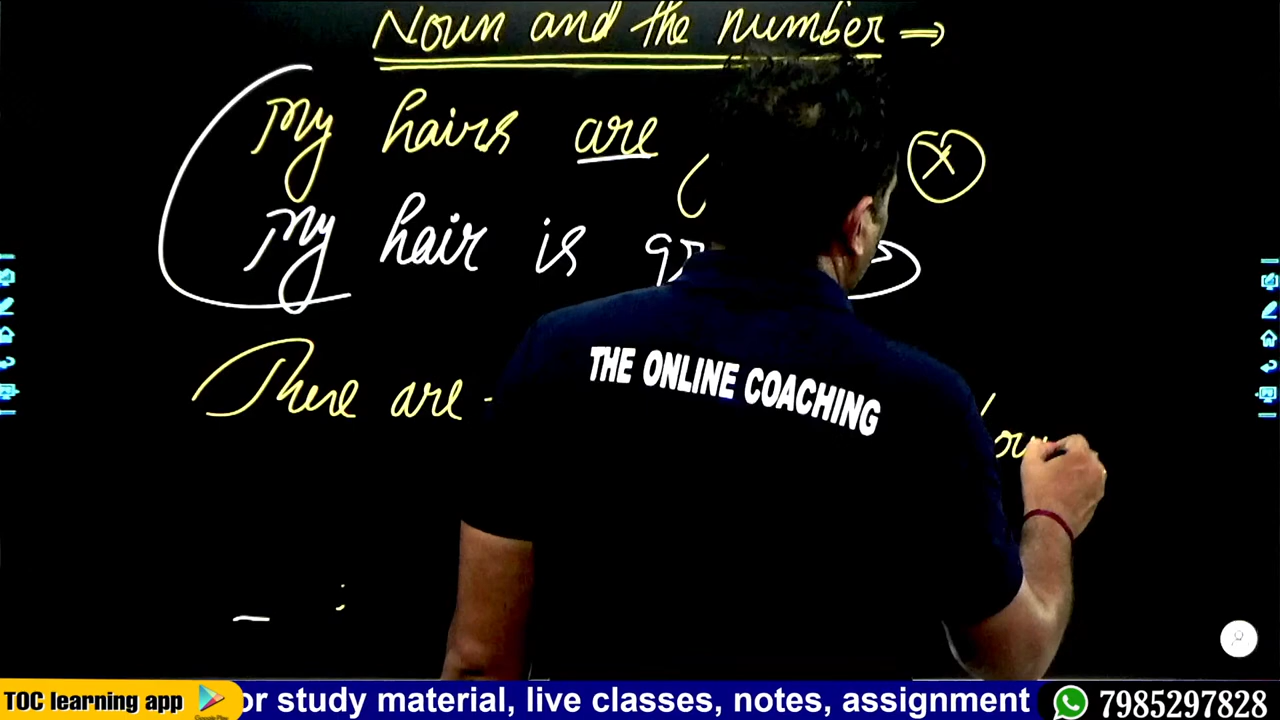 Noun and the number ⇒
My hairs are
My hair is
There are
THE ONLINE COACHING
TOC learning app
or study material, live classes, notes, assignment
7985297828